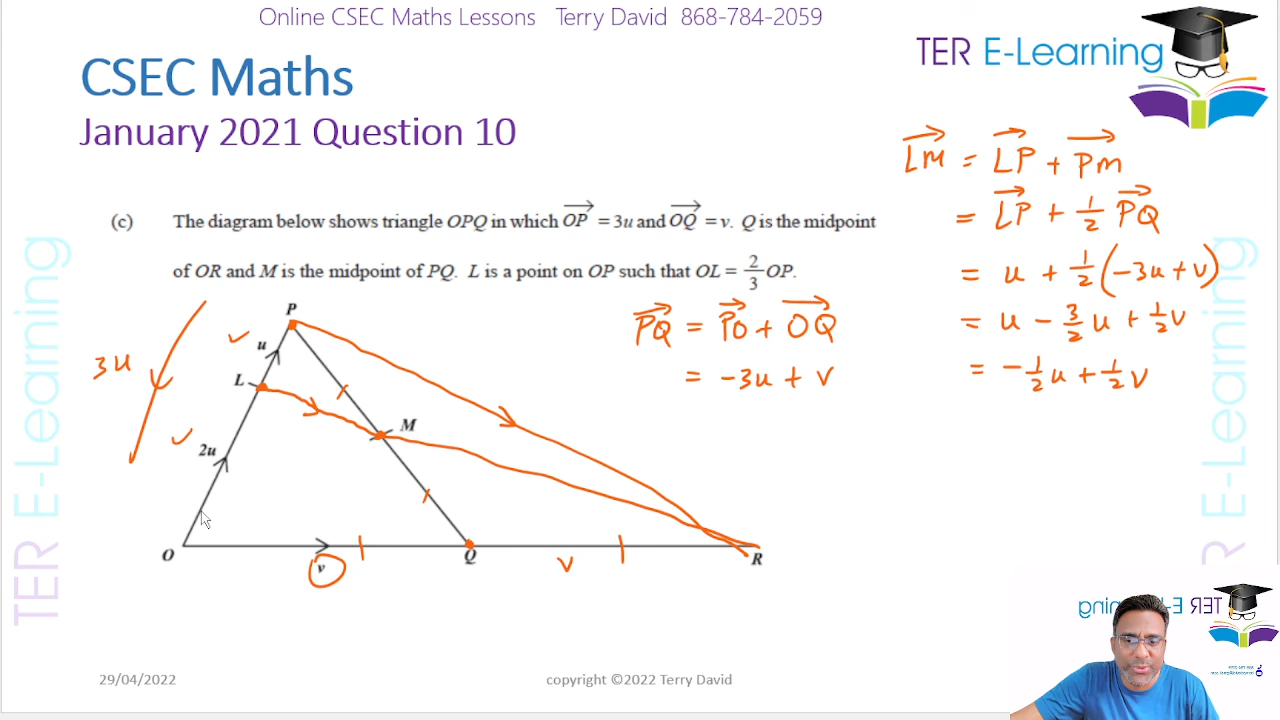 Online CSEC Maths Lessons Terry David 868-784-2059
TER E-Learning
CSEC Maths
January 2021 Question 10
(c) The diagram below shows triangle OPQ in which OP⃗ = 3u and OQ⃗ = v. Q is the midpoint
of OR and M is the midpoint of PQ. L is a point on OP such that OL = 2/3 OP.
P
u
3u
L
M
2u
O
v
Q
v
R
PQ⃗ = PO⃗ + OQ⃗
= -3u + v
LM⃗ = LP⃗ + PM⃗
= LP⃗ + 1/2 PQ⃗
= u + 1/2 (-3u + v)
= u - 3/2 u + 1/2 v
= -1/2 u + 1/2 v
TER E-Learning
TER E-Learning
29/04/2022
copyright ©2022 Terry David